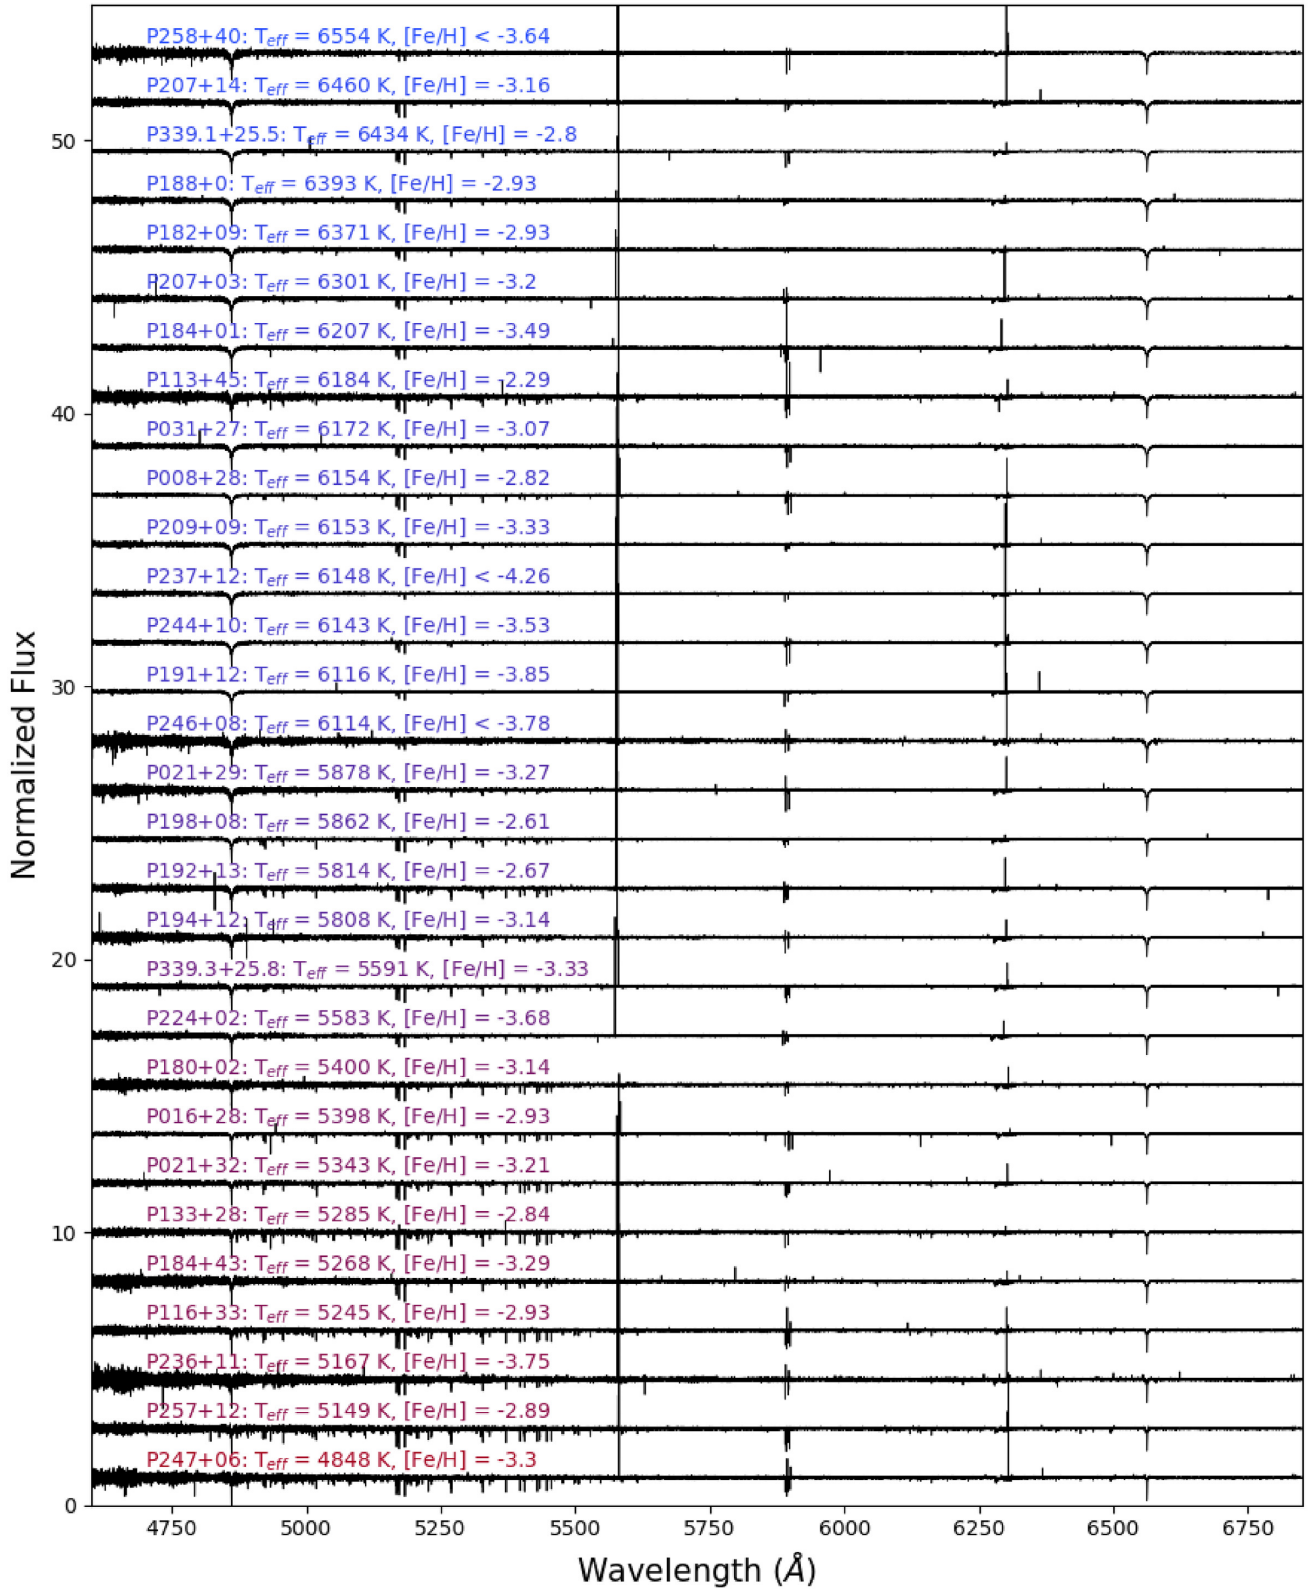 P258+40: Teff = 6554 K, [Fe/H] < -3.64
P207+14: Teff = 6460 K, [Fe/H] = -3.16
50
P339.1+25.5: Teff = 6434 K, [Fe/H] = -2.8
P188+0: Teff = 6393 K, [Fe/H] = -2.93
P182+09: Teff = 6371 K, [Fe/H] = -2.93
P207+03: Teff = 6301 K, [Fe/H] = -3.2
P184+01: Teff = 6207 K, [Fe/H] = -3.49
P113+45: Teff = 6184 K, [Fe/H] = -2.29
40
P031+27: Teff = 6172 K, [Fe/H] = -3.07
P008+28: Teff = 6154 K, [Fe/H] = -2.82
P209+09: Teff = 6153 K, [Fe/H] = -3.33
P237+12: Teff = 6148 K, [Fe/H] < -4.26
P244+10: Teff = 6143 K, [Fe/H] = -3.53
P191+12: Teff = 6116 K, [Fe/H] = -3.85
30
P246+08: Teff = 6114 K, [Fe/H] < -3.78
P021+29: Teff = 5878 K, [Fe/H] = -3.27
P198+08: Teff = 5862 K, [Fe/H] = -2.61
P192+13: Teff = 5814 K, [Fe/H] = -2.67
P194+12: Teff = 5808 K, [Fe/H] = -3.14
20
P339.3+25.8: Teff = 5591 K, [Fe/H] = -3.33
P224+02: Teff = 5583 K, [Fe/H] = -3.68
P180+02: Teff = 5400 K, [Fe/H] = -3.14
P016+28: Teff = 5398 K, [Fe/H] = -2.93
P021+32: Teff = 5343 K, [Fe/H] = -3.21
P133+28: Teff = 5285 K, [Fe/H] = -2.84
10
P184+43: Teff = 5268 K, [Fe/H] = -3.29
P116+33: Teff = 5245 K, [Fe/H] = -2.93
P236+11: Teff = 5167 K, [Fe/H] = -3.75
P257+12: Teff = 5149 K, [Fe/H] = -2.89
P247+06: Teff = 4848 K, [Fe/H] = -3.3
0
Normalized Flux
4750 5000 5250 5500 5750 6000 6250 6500 6750
Wavelength (Å)